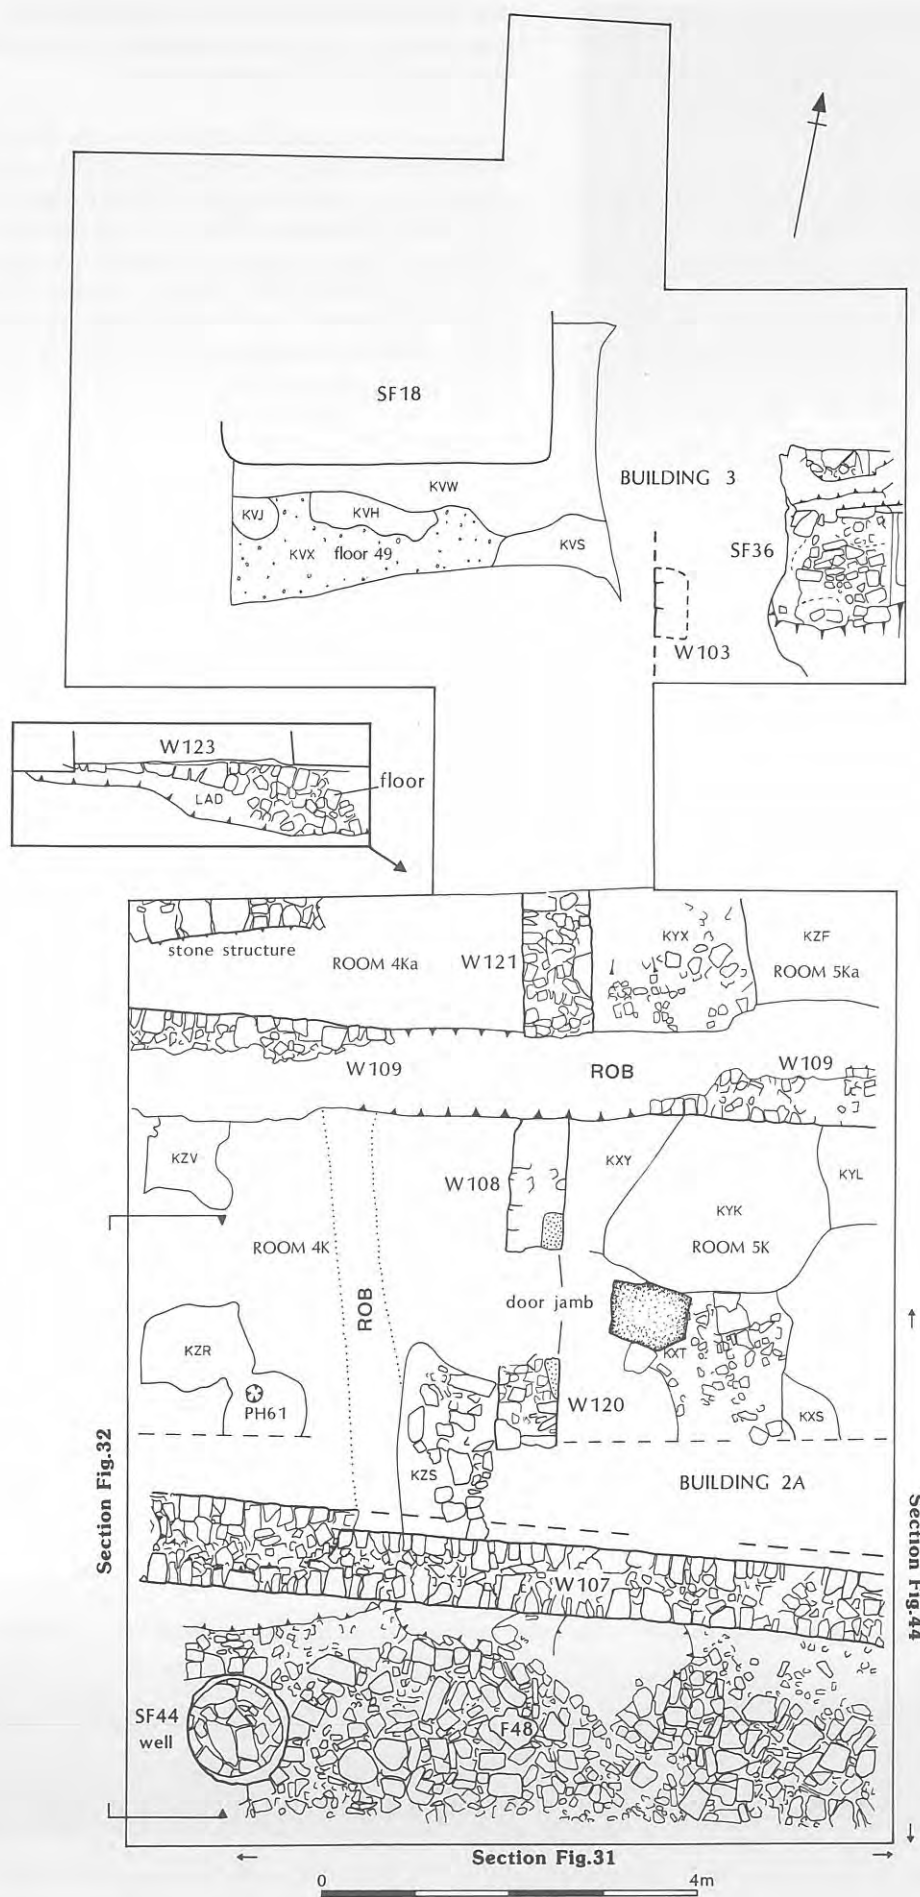 SF18
KVW
BUILDING 3
KVJ
KVH
KVX floor 49
KVS
SF36
W103
W123
floor
LAD
stone structure
ROOM 4Ka
W121
KYX
KZF
ROOM 5Ka
W109
ROB
W109
KZV
W108
KXY
KYL
KYK
ROOM 4K
ROOM 5K
ROB
door jamb
KZR
KXT
PH61
W120
KXS
KZS
BUILDING 2A
Section Fig.32
Section Fig.44
W107
SF44
well
F48
Section Fig.31
0 4m